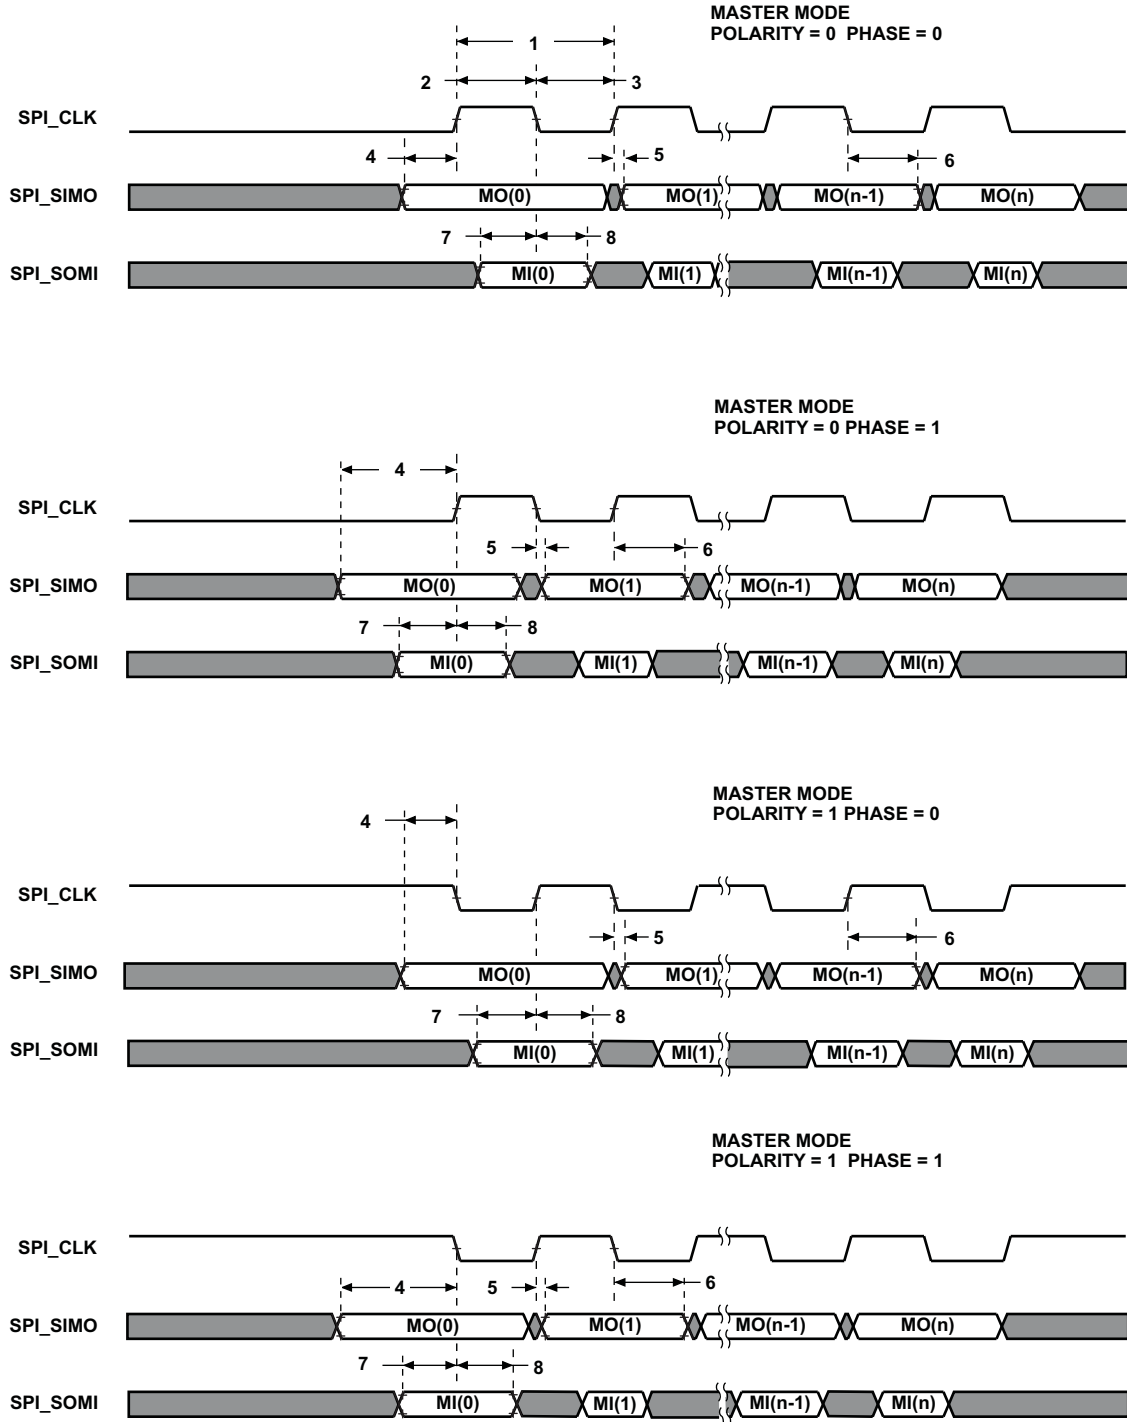 MASTER MODE
POLARITY = 0 PHASE = 0
1
2
3
SPI_CLK
4
5
6
SPI_SIMO
MO(0)
MO(1)
MO(n-1)
MO(n)
7
8
SPI_SOMI
MI(0)
MI(1)
MI(n-1)
MI(n)
MASTER MODE
POLARITY = 0 PHASE = 1
4
SPI_CLK
5
6
SPI_SIMO
MO(0)
MO(1)
MO(n-1)
MO(n)
7
8
SPI_SOMI
MI(0)
MI(1)
MI(n-1)
MI(n)
MASTER MODE
POLARITY = 1 PHASE = 0
4
SPI_CLK
5
6
SPI_SIMO
MO(0)
MO(1)
MO(n-1)
MO(n)
7
8
SPI_SOMI
MI(0)
MI(1)
MI(n-1)
MI(n)
MASTER MODE
POLARITY = 1 PHASE = 1
SPI_CLK
4
5
6
SPI_SIMO
MO(0)
MO(1)
MO(n-1)
MO(n)
7
8
SPI_SOMI
MI(0)
MI(1)
MI(n-1)
MI(n)